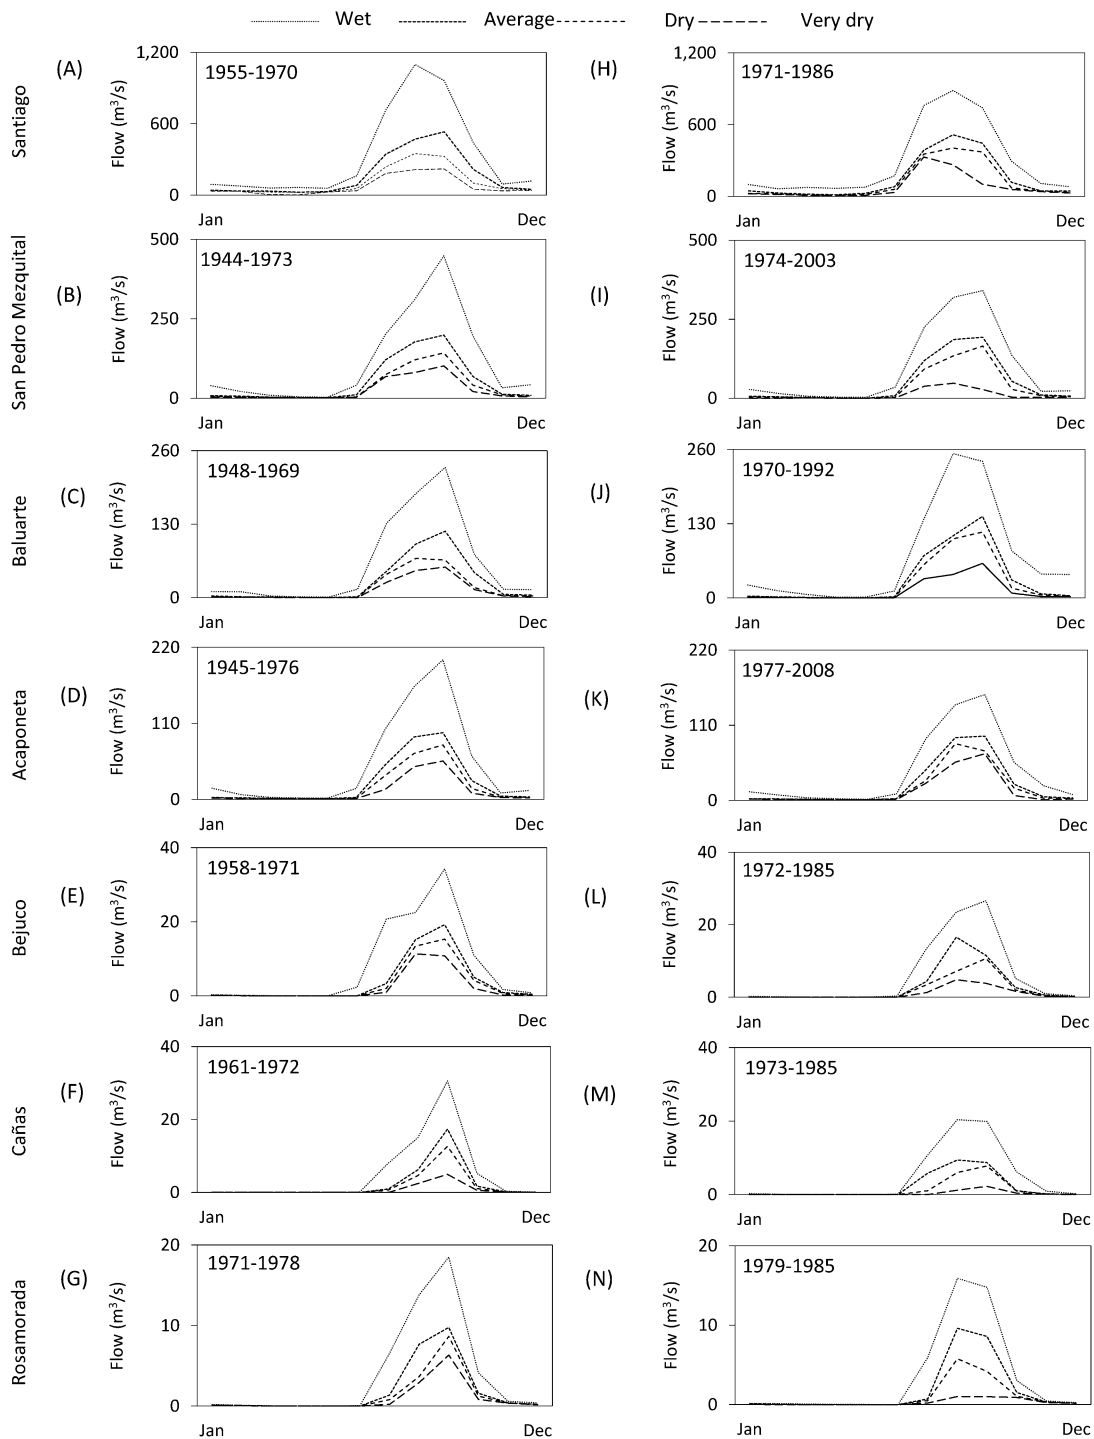 Wet Average Dry Very dry
Santiago
(A)
Flow (m³/s)
1,200
600
0
1955-1970
Jan Dec
(H)
Flow (m³/s)
1,200
600
0
1971-1986
Jan Dec
San Pedro Mezquital
(B)
Flow (m³/s)
500
250
0
1944-1973
Jan Dec
(I)
Flow (m³/s)
500
250
0
1974-2003
Jan Dec
Baluarte
(C)
Flow (m³/s)
260
130
0
1948-1969
Jan Dec
(J)
Flow (m³/s)
260
130
0
1970-1992
Jan Dec
Acaponeta
(D)
Flow (m³/s)
220
110
0
1945-1976
Jan Dec
(K)
Flow (m³/s)
220
110
0
1977-2008
Jan Dec
Bejuco
(E)
Flow (m³/s)
40
20
0
1958-1971
Jan Dec
(L)
Flow (m³/s)
40
20
0
1972-1985
Jan Dec
Cañas
(F)
Flow (m³/s)
40
20
0
1961-1972
Jan Dec
(M)
Flow (m³/s)
40
20
0
1973-1985
Jan Dec
Rosamorada
(G)
Flow (m³/s)
20
10
0
1971-1978
Jan Dec
(N)
Flow (m³/s)
20
10
0
1979-1985
Jan Dec